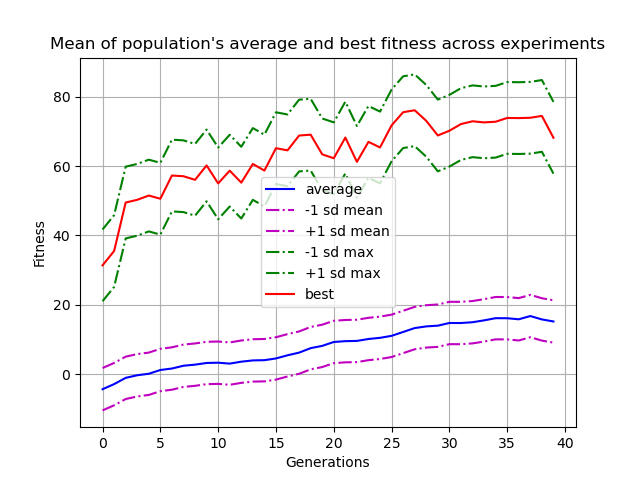 Mean of population's average and best fitness across experiments
Fitness
80
60
40
20
0
average
-1 sd mean
+1 sd mean
-1 sd max
+1 sd max
best
0 5 10 15 20 25 30 35 40
Generations